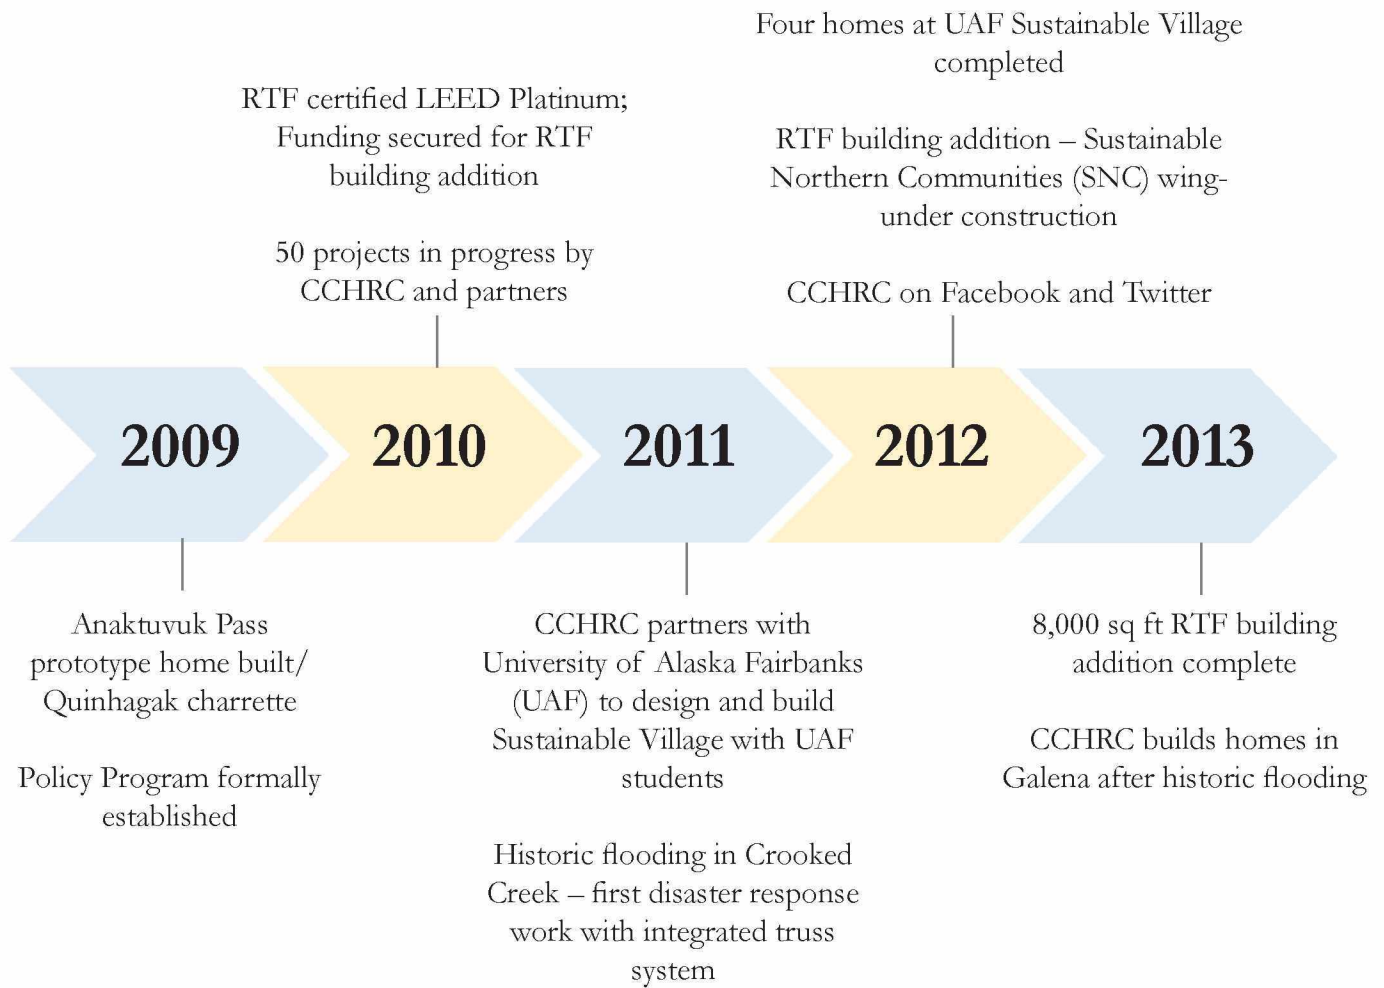 Four homes at UAF Sustainable Village
completed
RTF certified LEED Platinum;
Funding secured for RTF
building addition
RTF building addition – Sustainable
Northern Communities (SNC) wing-
under construction
50 projects in progress by
CCHRC and partners
CCHRC on Facebook and Twitter
2009
2010
2011
2012
2013
Anaktuvuk Pass
prototype home built/
Quinhagak charrette
Policy Program formally
established
CCHRC partners with
University of Alaska Fairbanks
(UAF) to design and build
Sustainable Village with UAF
students
Historic flooding in Crooked
Creek – first disaster response
work with integrated truss
system
8,000 sq ft RTF building
addition complete
CCHRC builds homes in
Galena after historic flooding